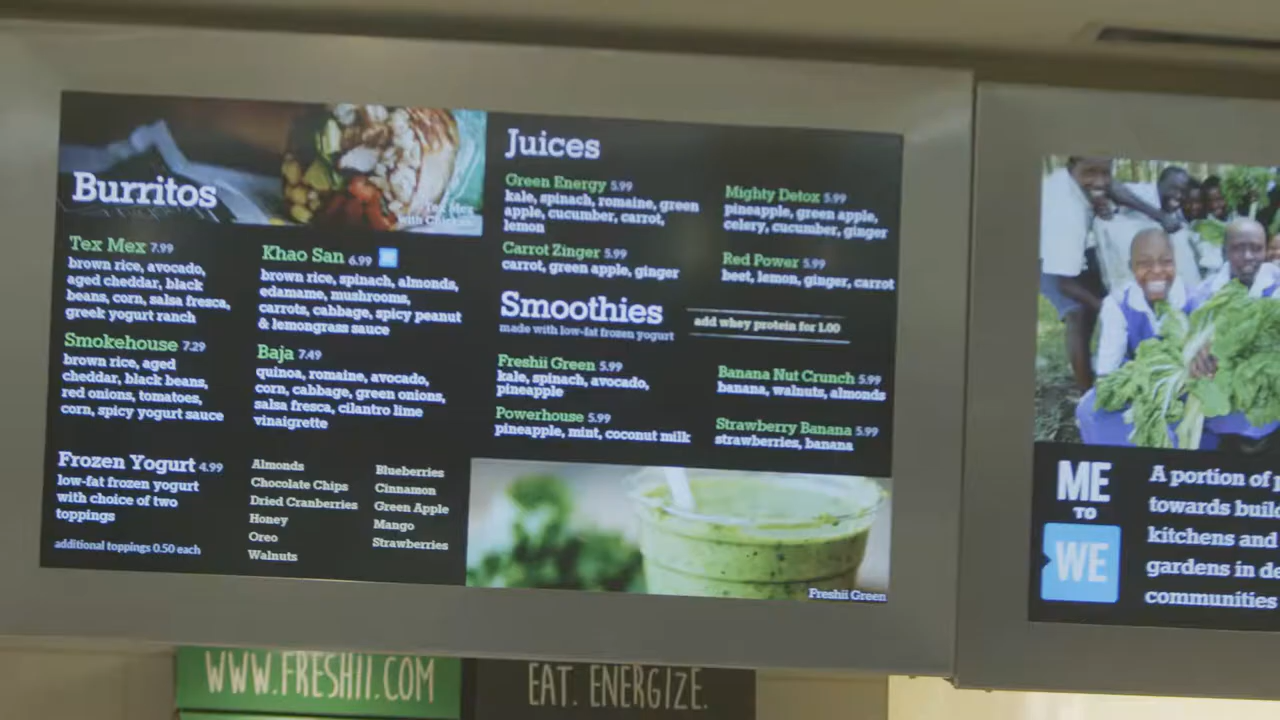 Burritos
Tex Mex
with Chicken
Tex Mex 7.99
brown rice, avocado,
aged cheddar, black
beans, corn, salsa fresca,
greek yogurt ranch
Smokehouse 7.29
brown rice, aged
cheddar, black beans,
red onions, tomatoes,
corn, spicy yogurt sauce
Khao San 6.99
brown rice, spinach, almonds,
edamame, mushrooms,
carrots, cabbage, spicy peanut
& lemongrass sauce
Baja 7.49
quinoa, romaine, avocado,
corn, cabbage, green onions,
salsa fresca, cilantro lime
vinaigrette
Frozen Yogurt 4.99
low-fat frozen yogurt
with choice of two
toppings
additional toppings 0.50 each
Almonds
Chocolate Chips
Dried Cranberries
Honey
Oreo
Walnuts
Blueberries
Cinnamon
Green Apple
Mango
Strawberries
Juices
Green Energy 5.99
kale, spinach, romaine, green
apple, cucumber, carrot,
lemon
Carrot Zinger 5.99
carrot, green apple, ginger
Mighty Detox 5.99
pineapple, green apple,
celery, cucumber, ginger
Red Power 5.99
beet, lemon, ginger, carrot
Smoothies
made with low-fat frozen yogurt
add whey protein for 1.00
Freshii Green 5.99
kale, spinach, avocado,
pineapple
Powerhouse 5.99
pineapple, mint, coconut milk
Banana Nut Crunch 5.99
banana, walnuts, almonds
Strawberry Banana 5.99
strawberries, banana
Freshii Green
ME
TO
WE
A portion of
towards
kitchens and
gardens in
communities
WWW.FRESHII.COM
EAT. ENERGIZE.